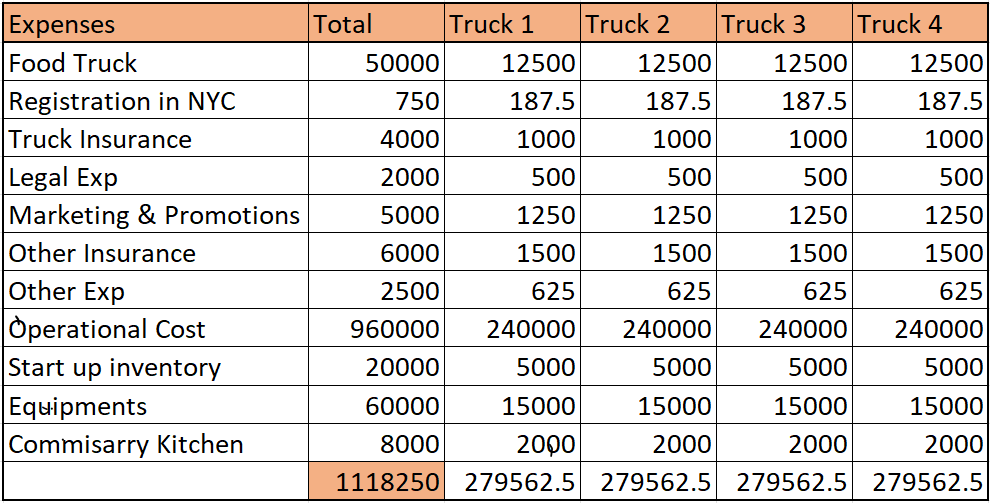 Expenses Total Truck 1 Truck 2 Truck 3 Truck 4
Food Truck 50000 12500 12500 12500 12500
Registration in NYC 750 187.5 187.5 187.5 187.5
Truck Insurance 4000 1000 1000 1000 1000
Legal Exp 2000 500 500 500 500
Marketing & Promotions 5000 1250 1250 1250 1250
Other Insurance 6000 1500 1500 1500 1500
Other Exp 2500 625 625 625 625
Operational Cost 960000 240000 240000 240000 240000
Start up inventory 20000 5000 5000 5000 5000
Equipments 60000 15000 15000 15000 15000
Commisarry Kitchen 8000 2000 2000 2000 2000
1118250 279562.5 279562.5 279562.5 279562.5